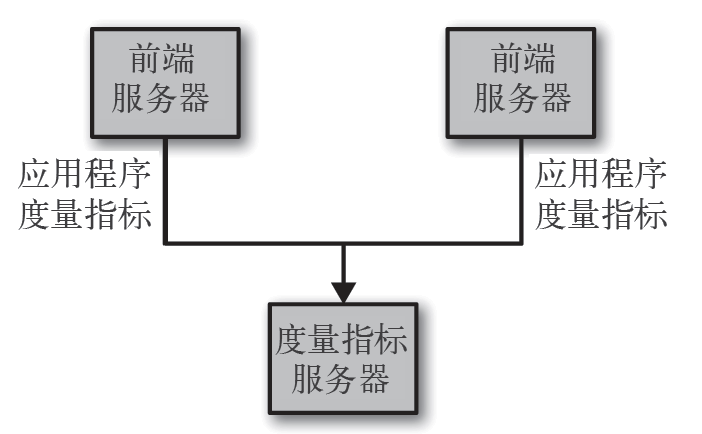 前端
服务器
前端
服务器
应用程序
度量指标
应用程序
度量指标
度量指标
服务器